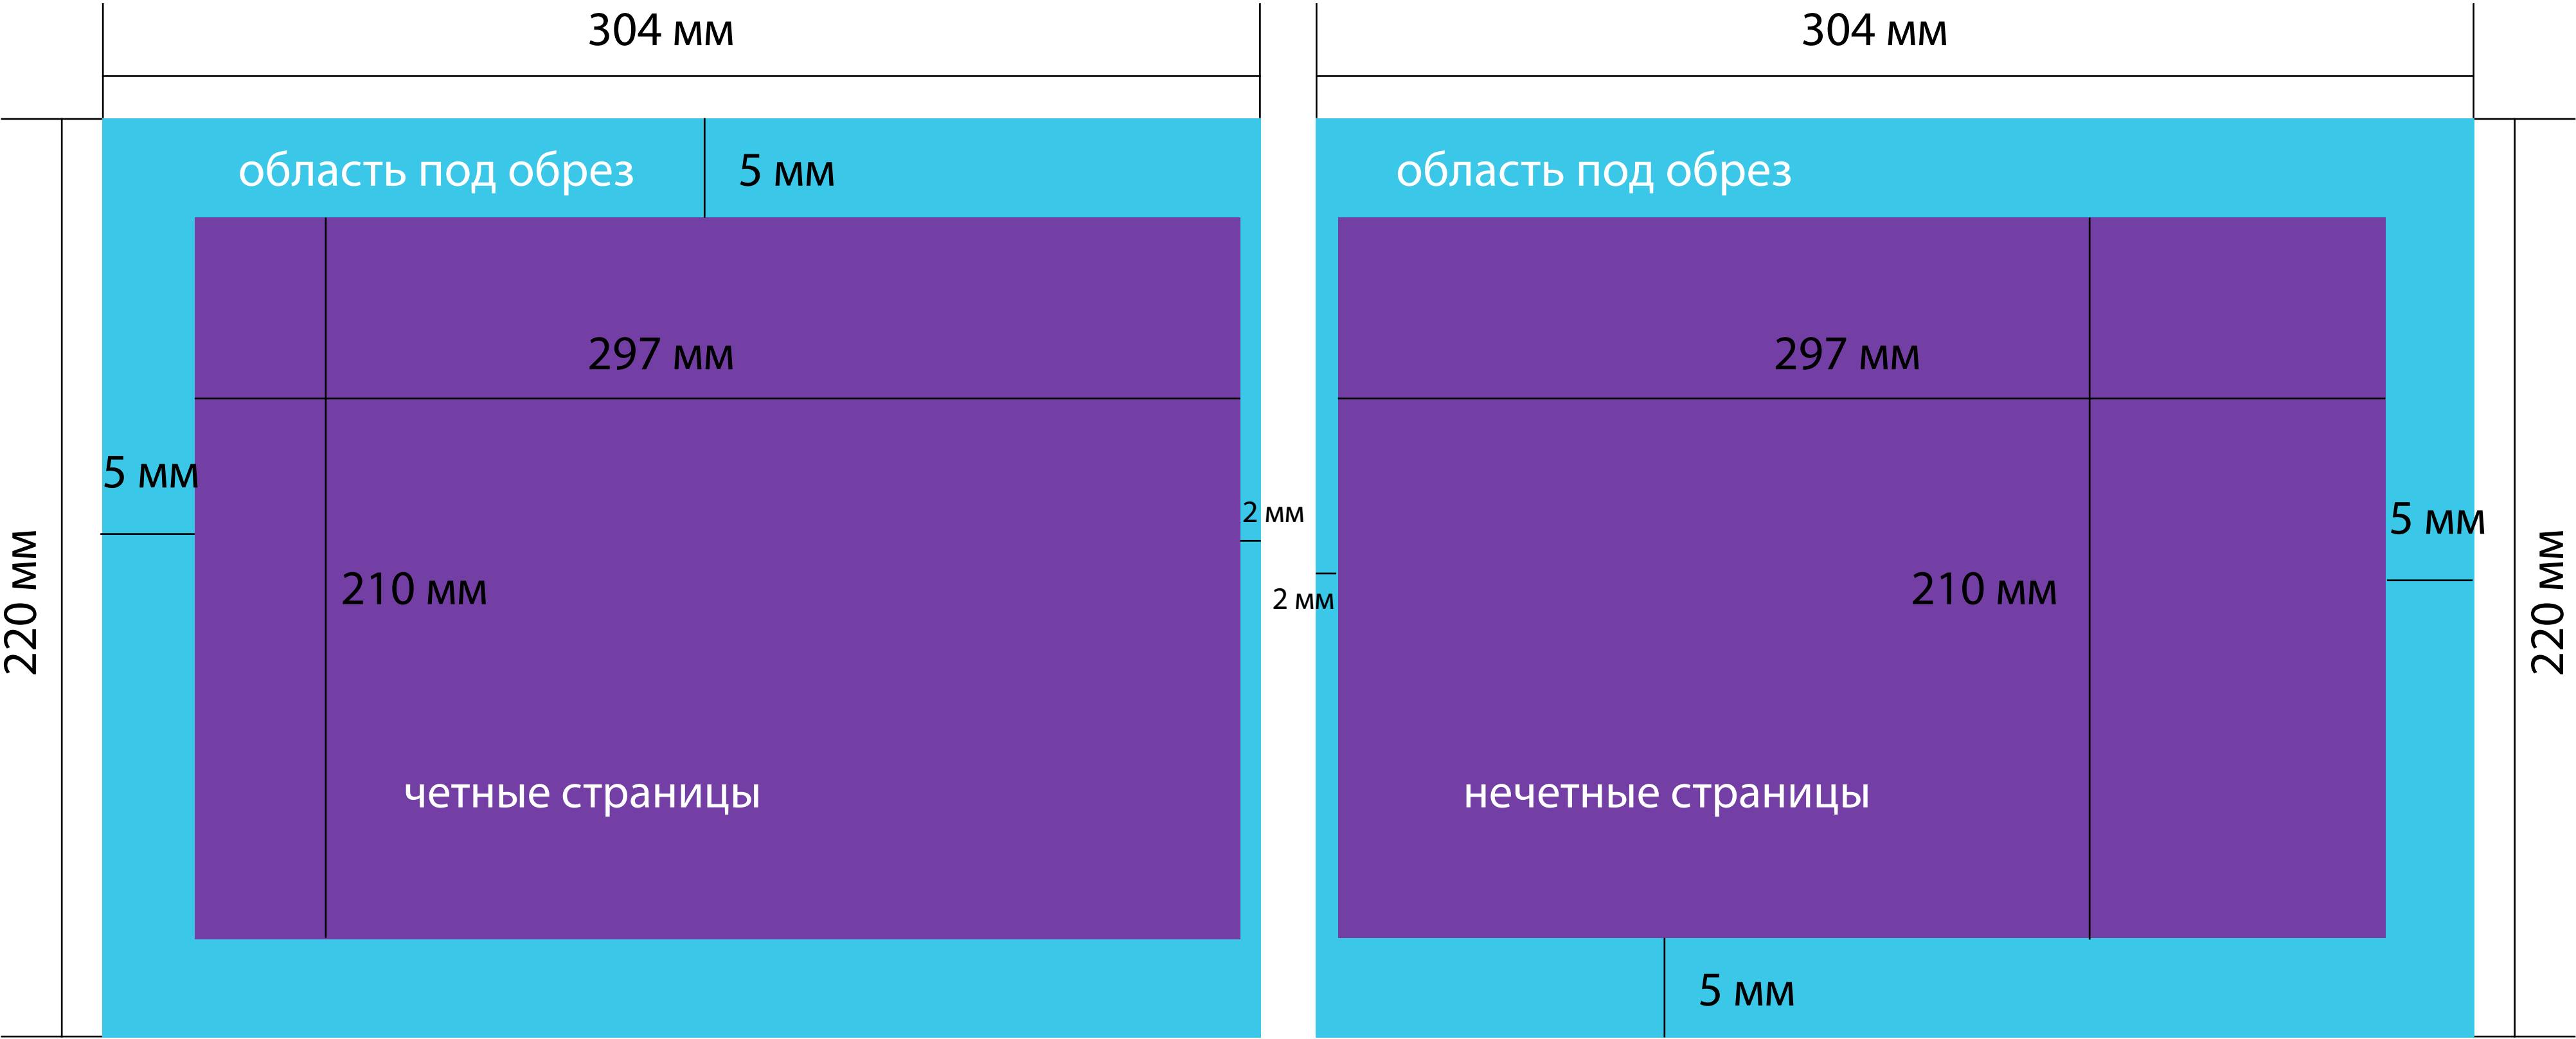 304 мм
304 мм
область под обрез
5 мм
область под обрез
297 мм
297 мм
5 мм
2 мм
5 мм
220 мм
210 мм
2 мм
210 мм
220 мм
четные страницы
нечетные страницы
5 мм